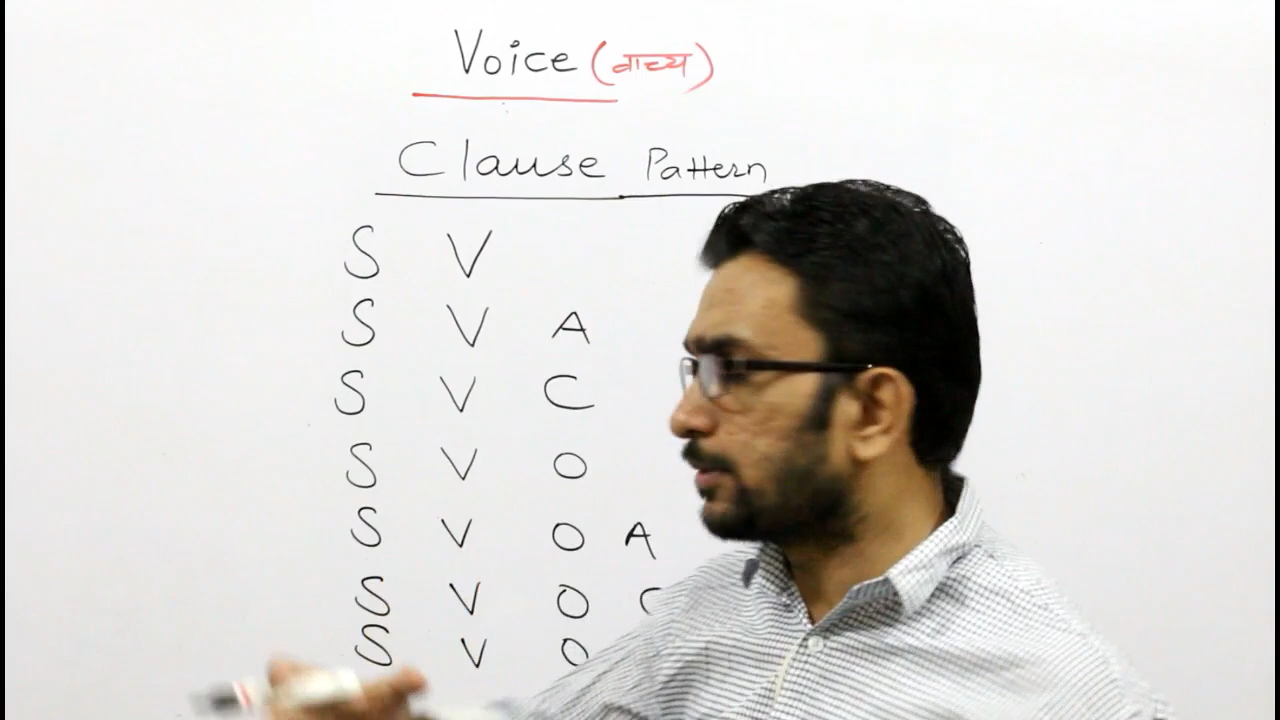 Voice (वाच्य)
Clause Pattern
S V
S V A
S V C
S V O
S V O A
S V O C
S V O